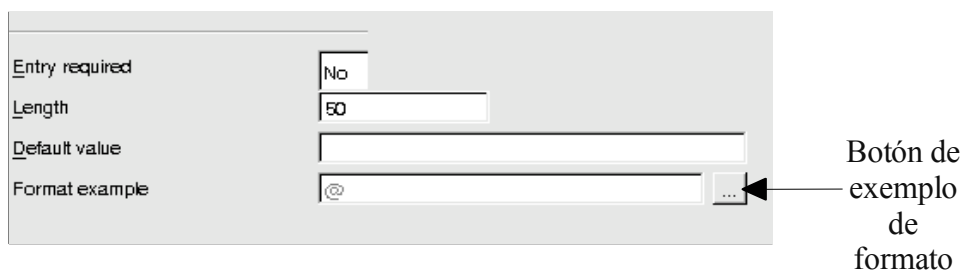 Entry required
No
Length
50
Default value
Format example
@
...
Botón de
exemplo
de
formato